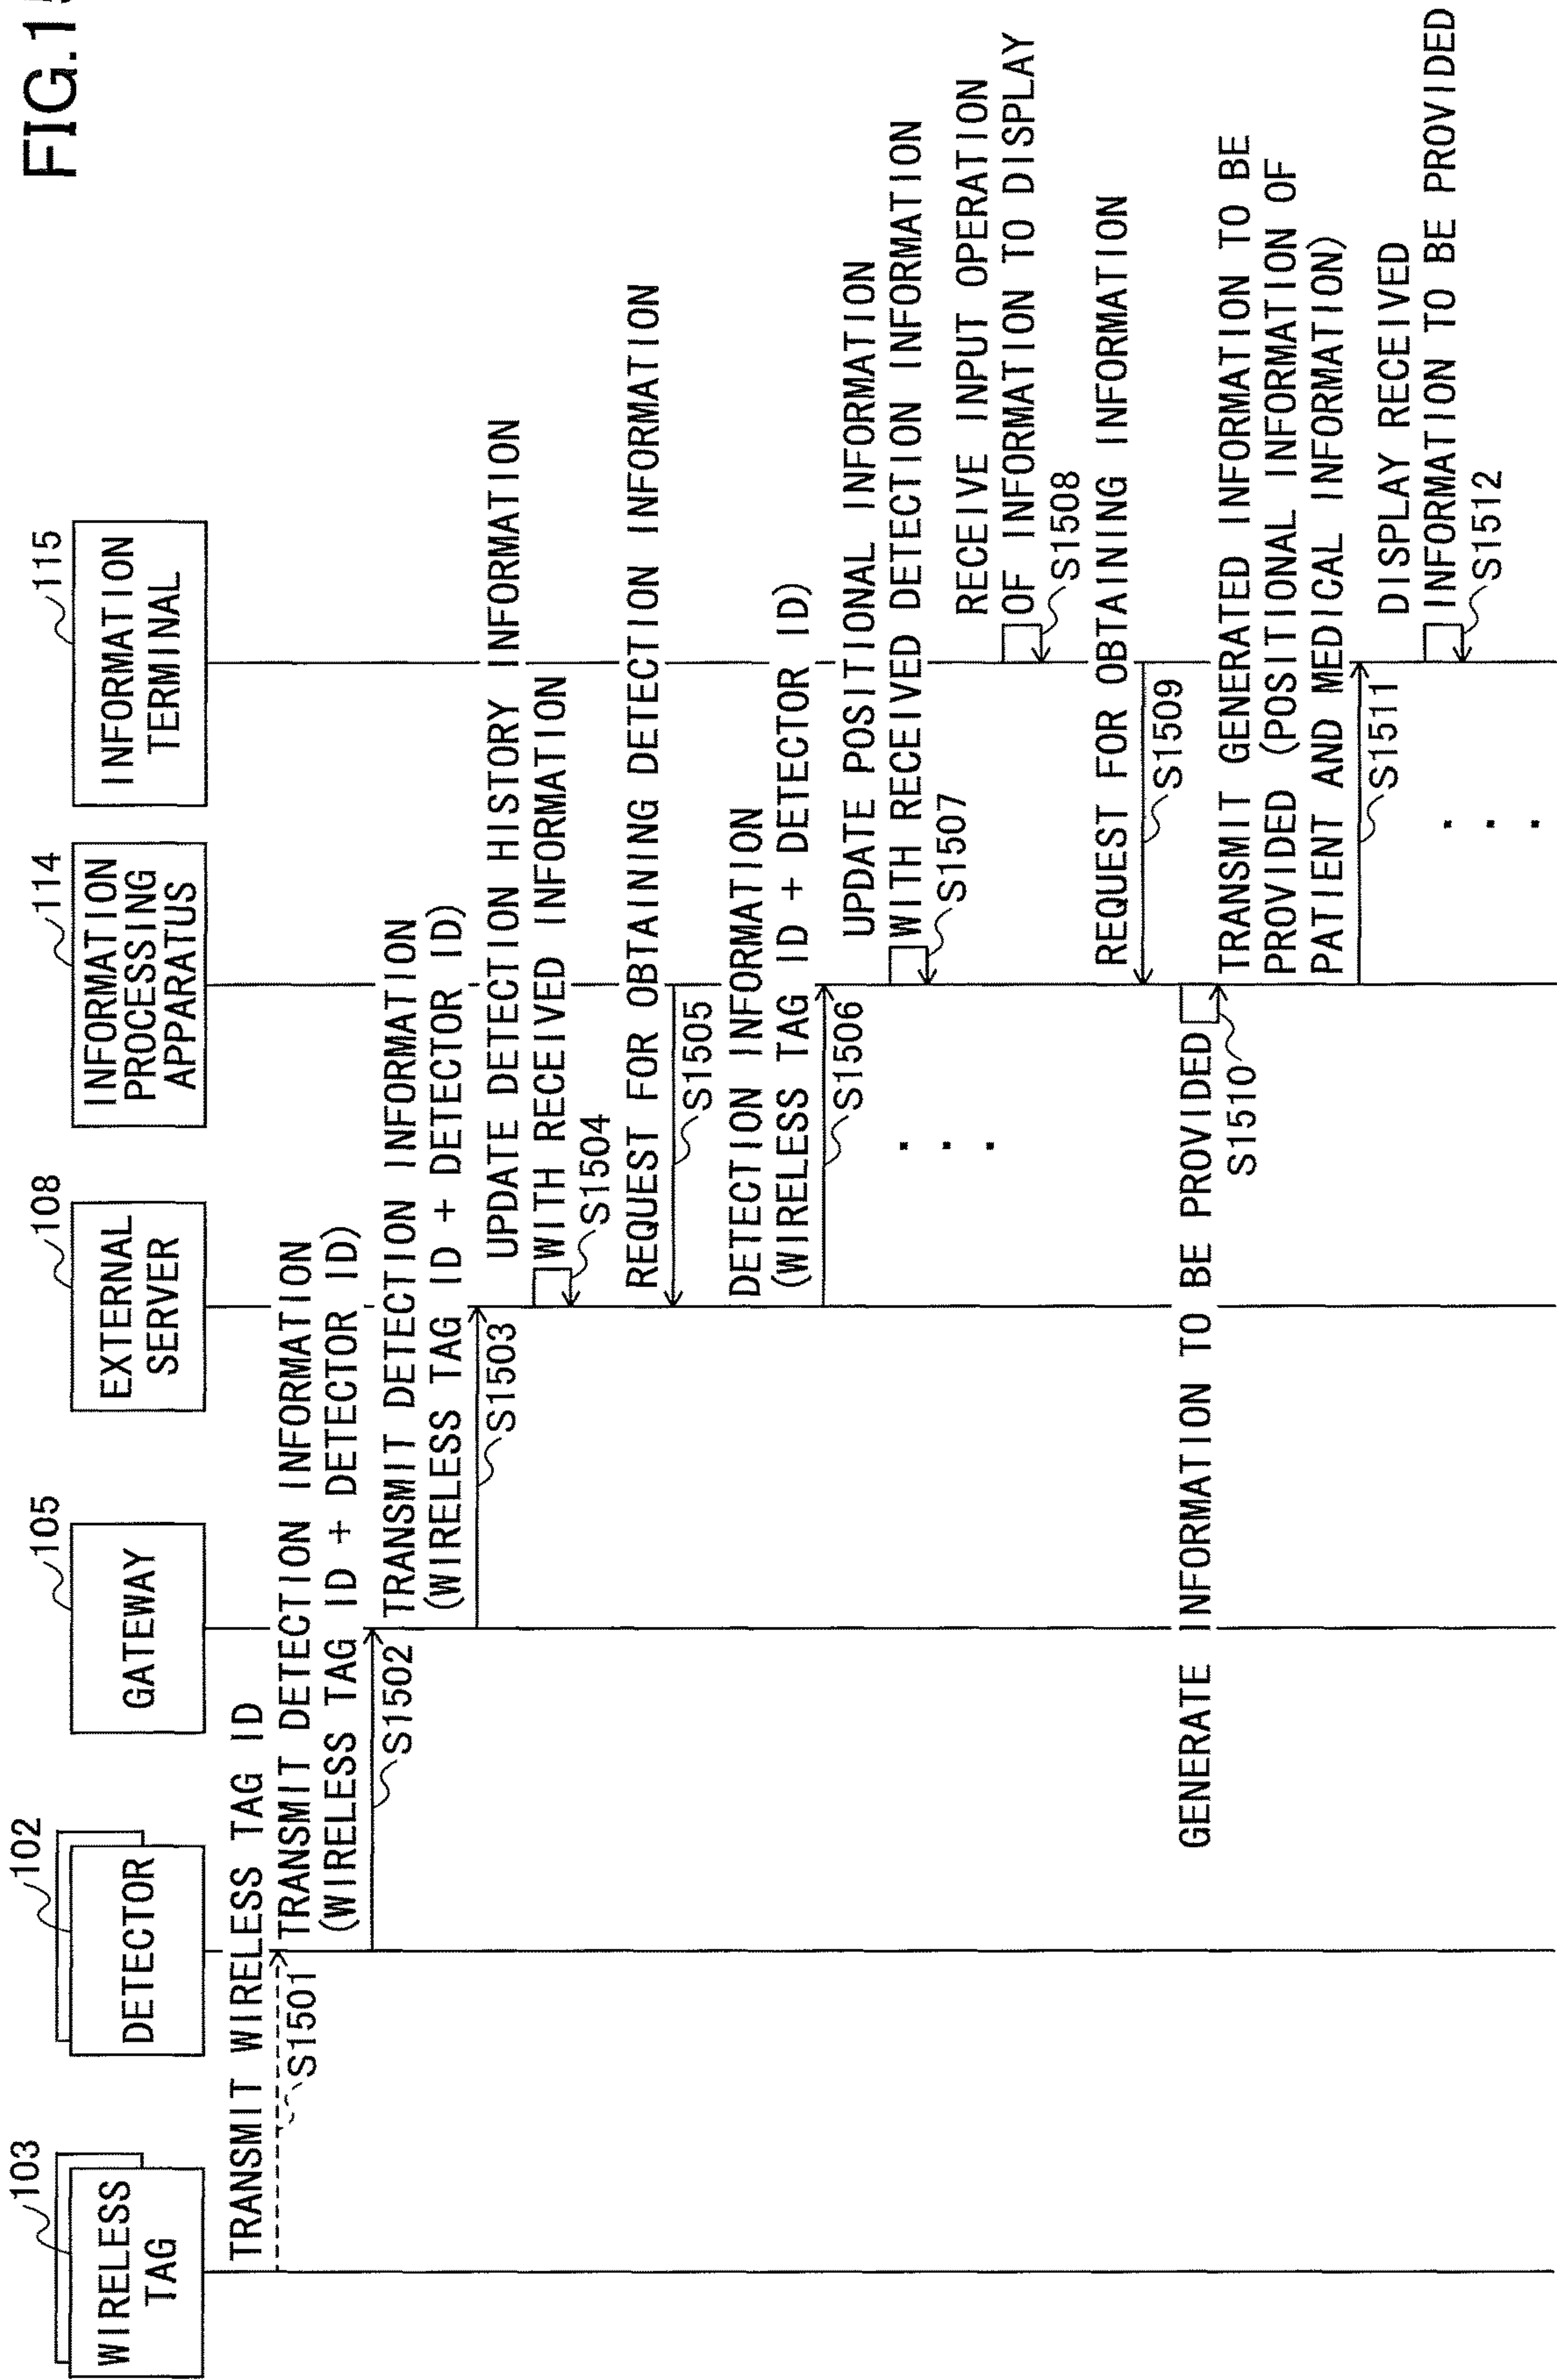 FIG.15
103
WIRELESS
TAG
102
DETECTOR
105
GATEWAY
108
EXTERNAL
SERVER
114
INFORMATION
PROCESSING
APPARATUS
115
INFORMATION
TERMINAL
TRANSMIT WIRELESS TAG ID
S1501
TRANSMIT DETECTION INFORMATION
(WIRELESS TAG ID + DETECTOR ID)
S1502
TRANSMIT DETECTION INFORMATION
(WIRELESS TAG ID + DETECTOR ID)
S1503
UPDATE DETECTION HISTORY INFORMATION
WITH RECEIVED INFORMATION
S1504
REQUEST FOR OBTAINING DETECTION INFORMATION
S1505
DETECTION INFORMATION
(WIRELESS TAG ID + DETECTOR ID)
S1506
UPDATE POSITIONAL INFORMATION
WITH RECEIVED DETECTION INFORMATION
S1507
RECEIVE INPUT OPERATION
OF INFORMATION TO DISPLAY
S1508
REQUEST FOR OBTAINING INFORMATION
S1509
GENERATE INFORMATION TO BE PROVIDED
S1510
TRANSMIT GENERATED INFORMATION TO BE
PROVIDED (POSITIONAL INFORMATION OF
PATIENT AND MEDICAL INFORMATION)
S1511
DISPLAY RECEIVED
INFORMATION TO BE PROVIDED
S1512